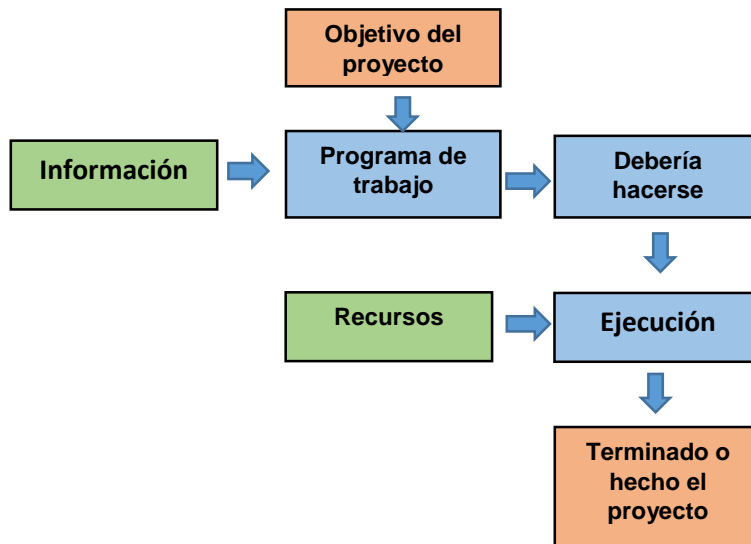 Objetivo del
proyecto
Información
Programa de
trabajo
Debería
hacerse
Recursos
Ejecución
Terminado o
hecho el
proyecto